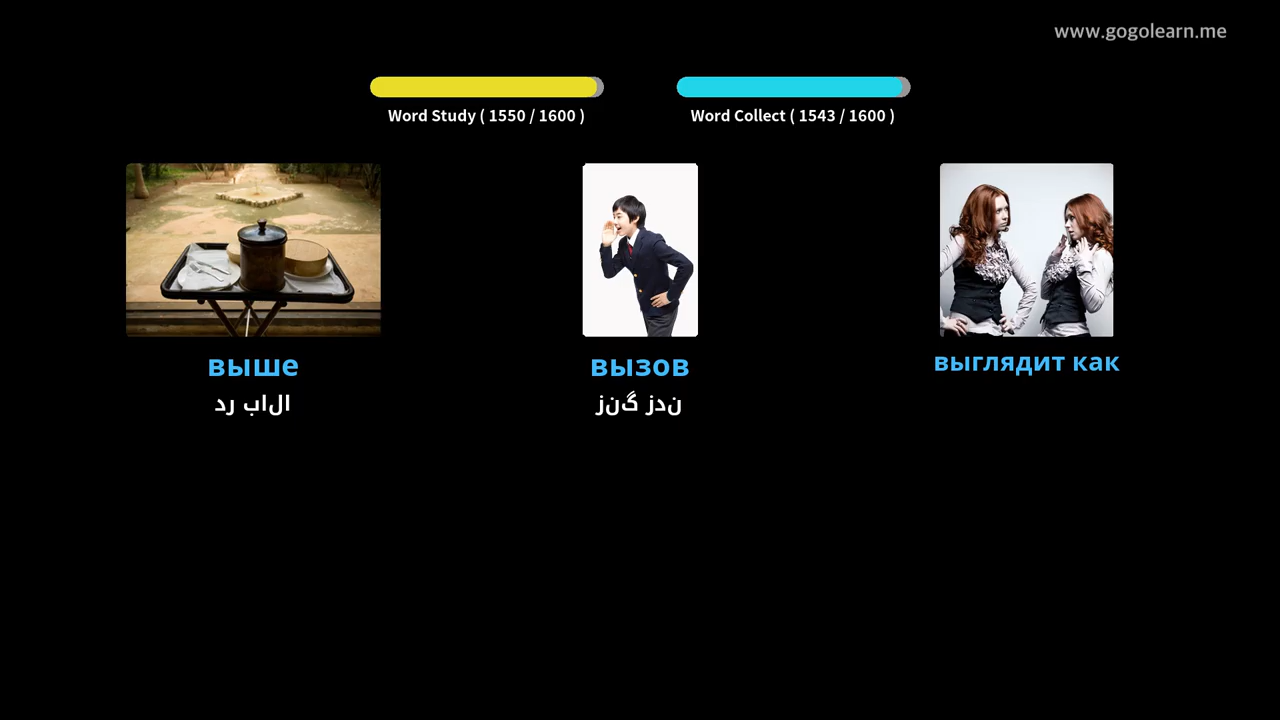 www.gogolearn.me
Word Study ( 1550 / 1600 )
Word Collect ( 1543 / 1600 )
выше
الاب رد
вызов
ندز گنز
выглядит как